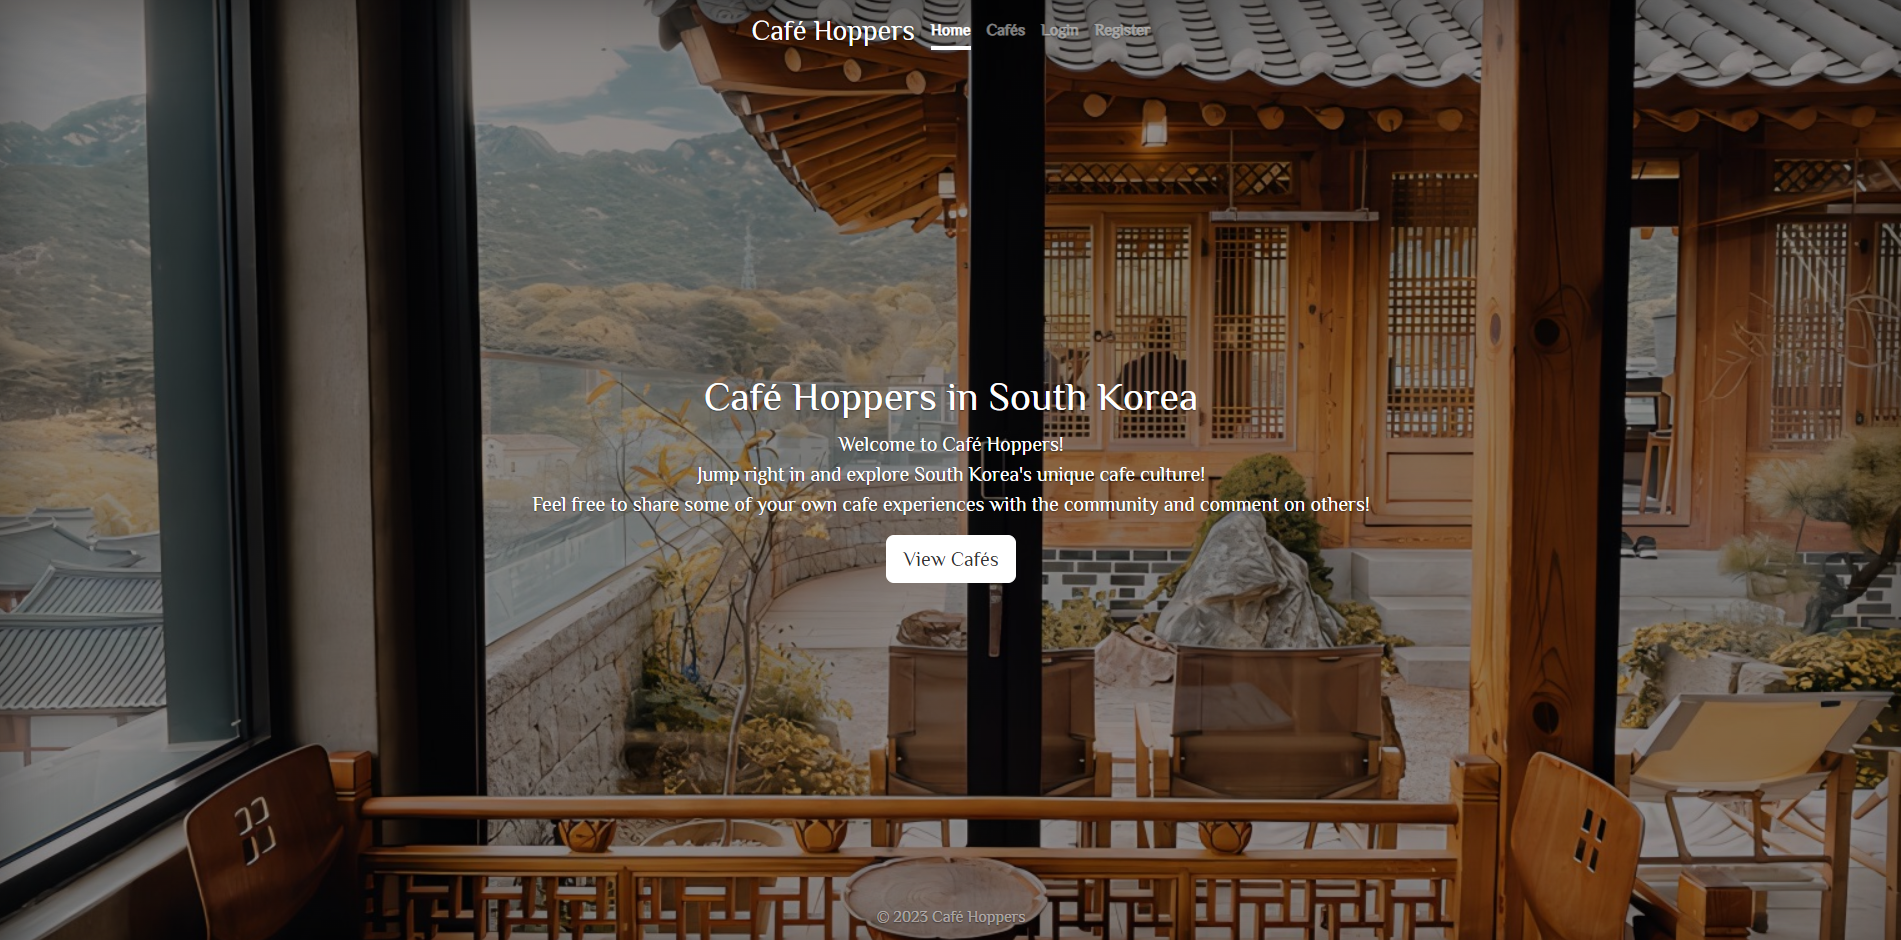 Café Hoppers Home Cafés Login Register
Café Hoppers in South Korea
Welcome to Café Hoppers!
Jump right in and explore South Korea's unique cafe culture!
Feel free to share some of your own cafe experiences with the community and comment on others!
View Cafés
© 2023 Café Hoppers